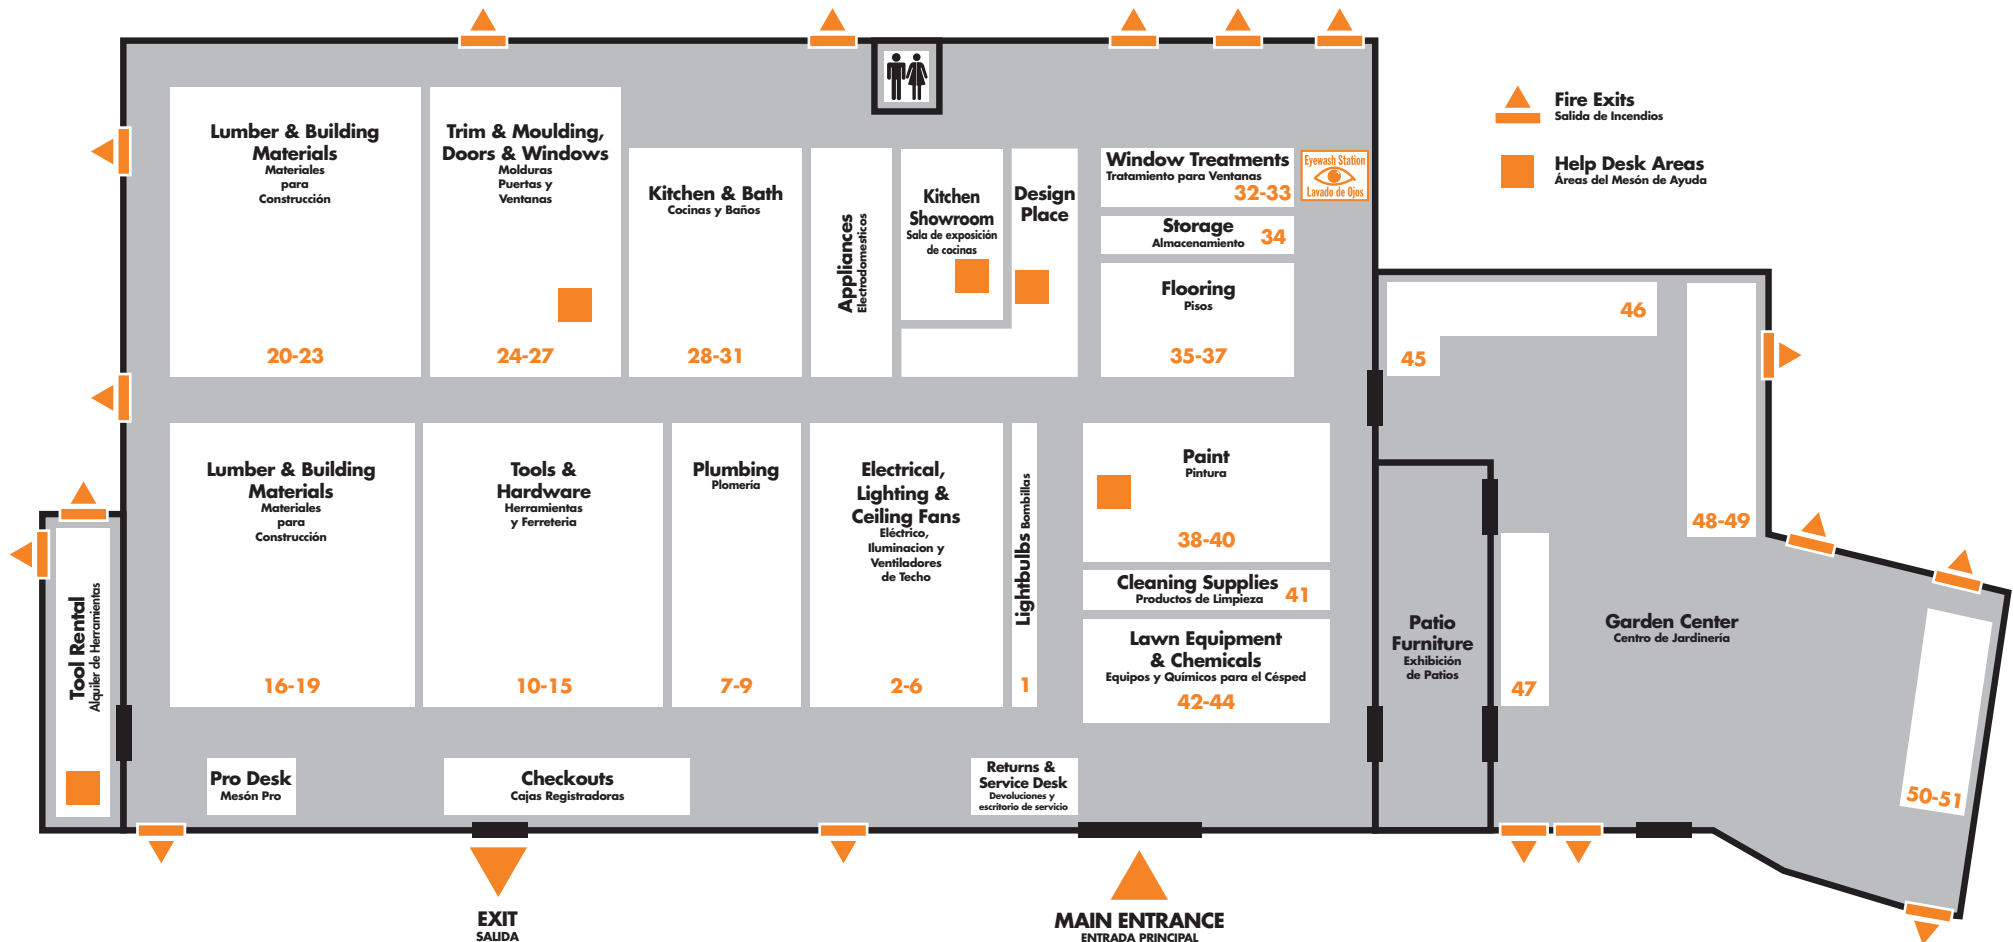 Fire Exits
Salida de Incendios
Help Desk Areas
Áreas del Mesón de Ayuda
Lumber & Building
Materials
Materiales
para
Construcción
20-23
Trim & Moulding,
Doors & Windows
Molduras
Puertas y
Ventanas
24-27
Kitchen & Bath
Cocinas y Baños
28-31
Appliances
Electrodomesticos
Kitchen
Showroom
Sala de exposición
de cocinas
Design
Place
Window Treatments
Tratamiento para Ventanas
32-33
Eyewash Station
Lavado de Ojos
Storage
Almacenamiento
34
Flooring
Pisos
35-37
45
46
48-49
Lumber & Building
Materials
Materiales
para
Construcción
16-19
Tools &
Hardware
Herramientas
y Ferreteria
10-15
Plumbing
Plomería
7-9
Electrical,
Lighting &
Ceiling Fans
Eléctrico,
Iluminacion y
Ventiladores
de Techo
2-6
Lightbulbs Bombillas
1
Paint
Pintura
38-40
Cleaning Supplies
Productos de Limpieza
41
Lawn Equipment
& Chemicals
Equipos y Químicos para el Césped
42-44
Tool Rental
Alquiler de Herramientas
Patio
Furniture
Exhibición
de Patios
47
Garden Center
Centro de Jardinería
50-51
Pro Desk
Mesón Pro
Checkouts
Cajas Registradoras
Returns &
Service Desk
Devoluciones y
escritorio de servicio
EXIT
SALIDA
MAIN ENTRANCE
ENTRADA PRINCIPAL